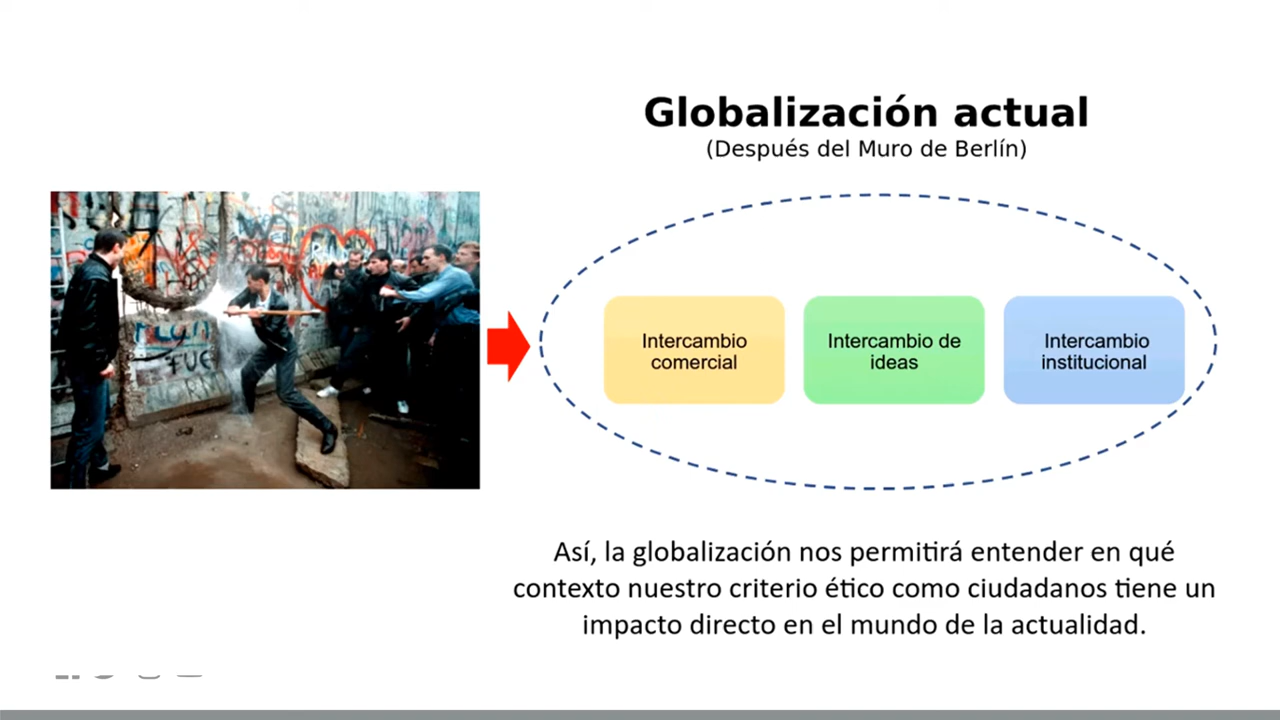 Globalización actual
(Después del Muro de Berlín)
Intercambio
comercial
Intercambio de
ideas
Intercambio
institucional
Así, la globalización nos permitirá entender en qué
contexto nuestro criterio ético como ciudadanos tiene un
impacto directo en el mundo de la actualidad.